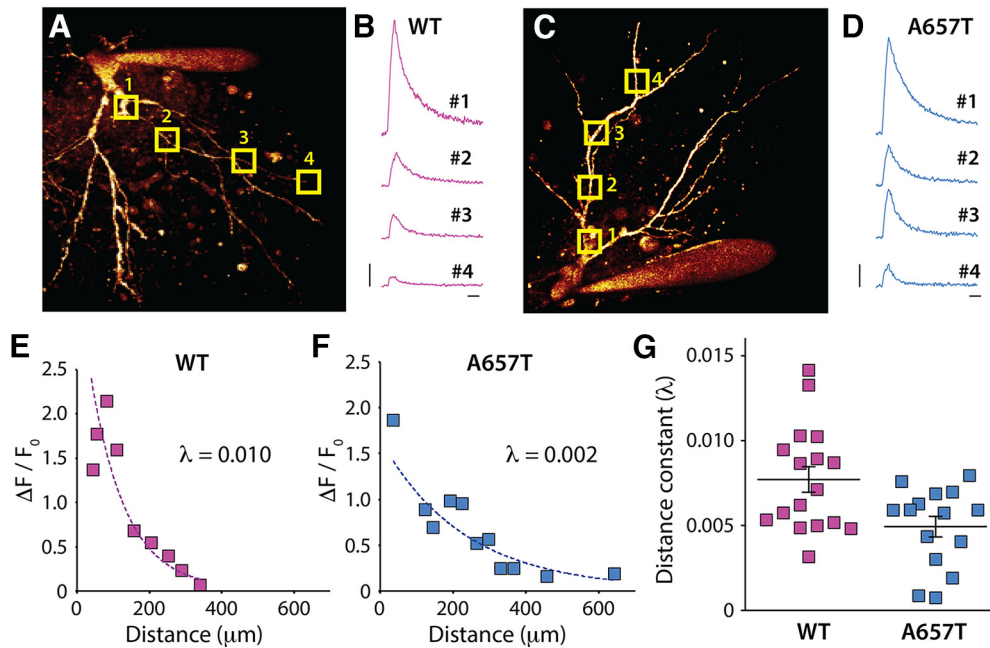 A
B
WT
C
D
A657T
1
2
3
4
#1
#2
#3
#4
4
3
2
1
#1
#2
#3
#4
E
WT
2.5
2.0
1.5
1.0
0.5
0
ΔF / F0
λ = 0.010
0 200 400 600
Distance (μm)
F
A657T
2.5
2.0
1.5
1.0
0.5
0
ΔF / F0
λ = 0.002
0 200 400 600
Distance (μm)
G
0.015
0.010
0.005
0
Distance constant (λ)
WT A657T